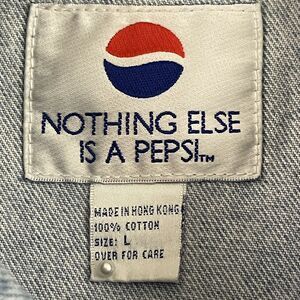 NOTHING ELSE
IS A PEPSI.TM
MADE IN HONG KONG
100% COTTON
SIZE: L
OVER FOR CARE